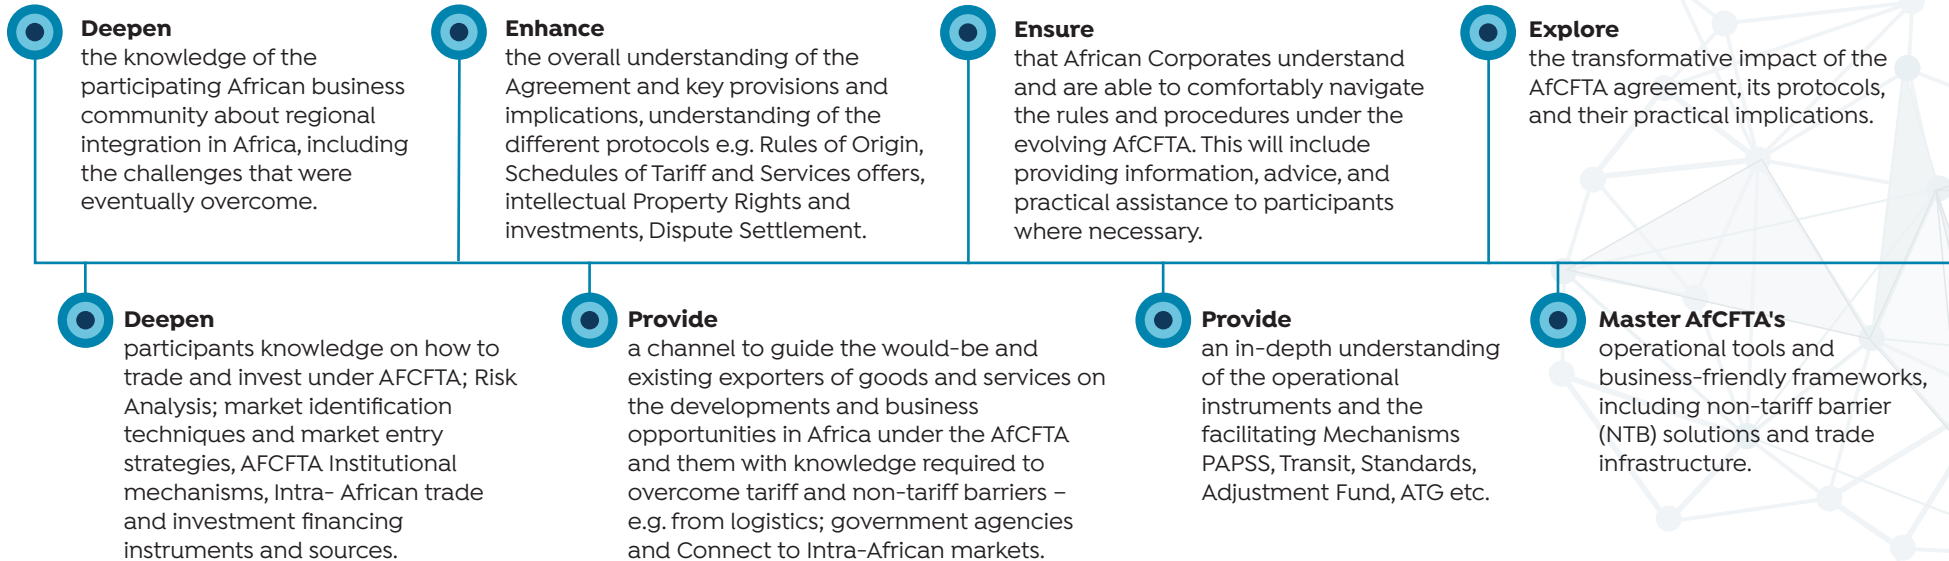 Deepen
the knowledge of the
participating African business
community about regional
integration in Africa, including
the challenges that were
eventually overcome.
Enhance
the overall understanding of the
Agreement and key provisions and
implications, understanding of the
different protocols e.g. Rules of Origin,
Schedules of Tariff and Services offers,
intellectual Property Rights and
investments, Dispute Settlement.
Ensure
that African Corporates understand
and are able to comfortably navigate
the rules and procedures under the
evolving AfCFTA. This will include
providing information, advice, and
practical assistance to participants
where necessary.
Explore
the transformative impact of the
AfCFTA agreement, its protocols,
and their practical implications.
Deepen
participants knowledge on how to
trade and invest under AFCFTA; Risk
Analysis; market identification
techniques and market entry
strategies, AFCFTA Institutional
mechanisms, Intra- African trade
and investment financing
instruments and sources.
Provide
a channel to guide the would-be and
existing exporters of goods and services on
the developments and business
opportunities in Africa under the AfCFTA
and them with knowledge required to
overcome tariff and non-tariff barriers –
e.g. from logistics; government agencies
and Connect to Intra-African markets.
Provide
an in-depth understanding
of the operational
instruments and the
facilitating Mechanisms
PAPSS, Transit, Standards,
Adjustment Fund, ATG etc.
Master AfCFTA's
operational tools and
business-friendly frameworks,
including non-tariff barrier
(NTB) solutions and trade
infrastructure.